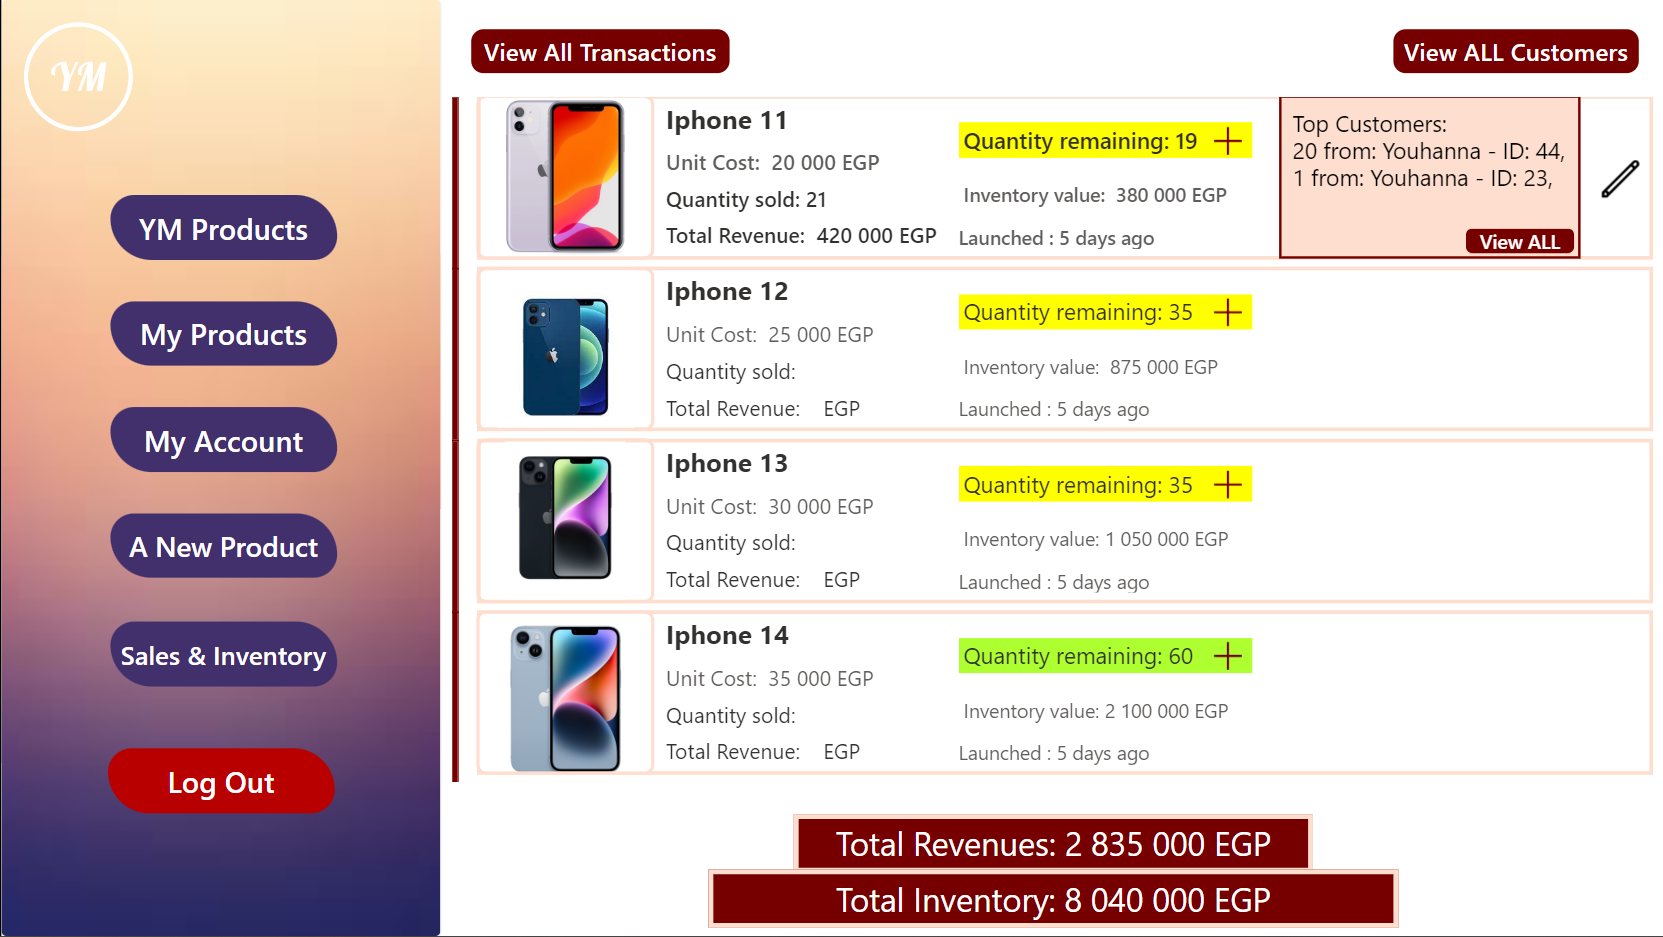 YM
YM Products
My Products
My Account
A New Product
Sales & Inventory
Log Out
View All Transactions
View ALL Customers
Iphone 11
Unit Cost: 20 000 EGP
Quantity sold: 21
Total Revenue: 420 000 EGP
Quantity remaining: 19
Inventory value: 380 000 EGP
Launched : 5 days ago
Top Customers:
20 from: Youhanna - ID: 44,
1 from: Youhanna - ID: 23,
View ALL
Iphone 12
Unit Cost: 25 000 EGP
Quantity sold:
Total Revenue: EGP
Quantity remaining: 35
Inventory value: 875 000 EGP
Launched : 5 days ago
Iphone 13
Unit Cost: 30 000 EGP
Quantity sold:
Total Revenue: EGP
Quantity remaining: 35
Inventory value: 1 050 000 EGP
Launched : 5 days ago
Iphone 14
Unit Cost: 35 000 EGP
Quantity sold:
Total Revenue: EGP
Quantity remaining: 60
Inventory value: 2 100 000 EGP
Launched : 5 days ago
Total Revenues: 2 835 000 EGP
Total Inventory: 8 040 000 EGP